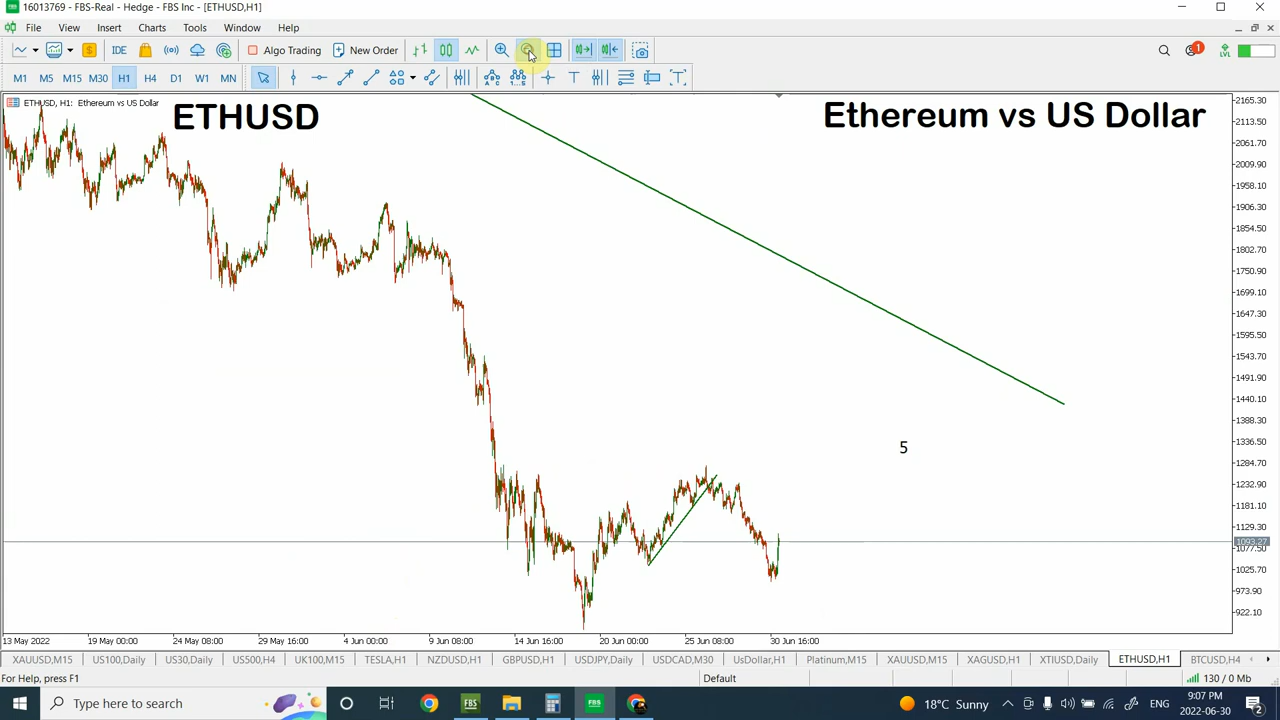 16013769 - FBS-Real - Hedge - FBS Inc - [ETHUSD,H1]
File View Insert Charts Tools Window Help
IDE Algo Trading New Order 1 LVL
M1 M5 M15 M30 H1 H4 D1 W1 MN
ETHUSD, H1: Ethereum vs US Dollar
ETHUSD
Ethereum vs US Dollar
2165.30
2113.50
2061.70
2009.90
1958.10
1906.30
1854.50
1802.70
1750.90
1699.10
1647.30
1595.50
1543.70
1491.90
1440.10
1388.30
1336.50
1284.70
1232.90
1181.10
1129.30
1093.27
1077.50
1025.70
973.90
922.10
5
13 May 2022 19 May 00:00 24 May 08:00 29 May 16:00 4 Jun 00:00 9 Jun 08:00 14 Jun 16:00 20 Jun 00:00 25 Jun 08:00 30 Jun 16:00
XAUUSD,M15 US100,Daily US30,Daily US500,H4 UK100,M15 TESLA,H1 NZDUSD,H1 GBPUSD,H1 USDJPY,Daily USDCAD,M30 UsDollar,H1 Platinum,M15 XAUUSD,M15 XAGUSD,H1 XTIUSD,Daily ETHUSD,H1 BTCUSD,H4
For Help, press F1 Default 130 / 0 Mb
Type here to search FBS FBS 18°C Sunny ENG 9:07 PM 2022-06-30 2